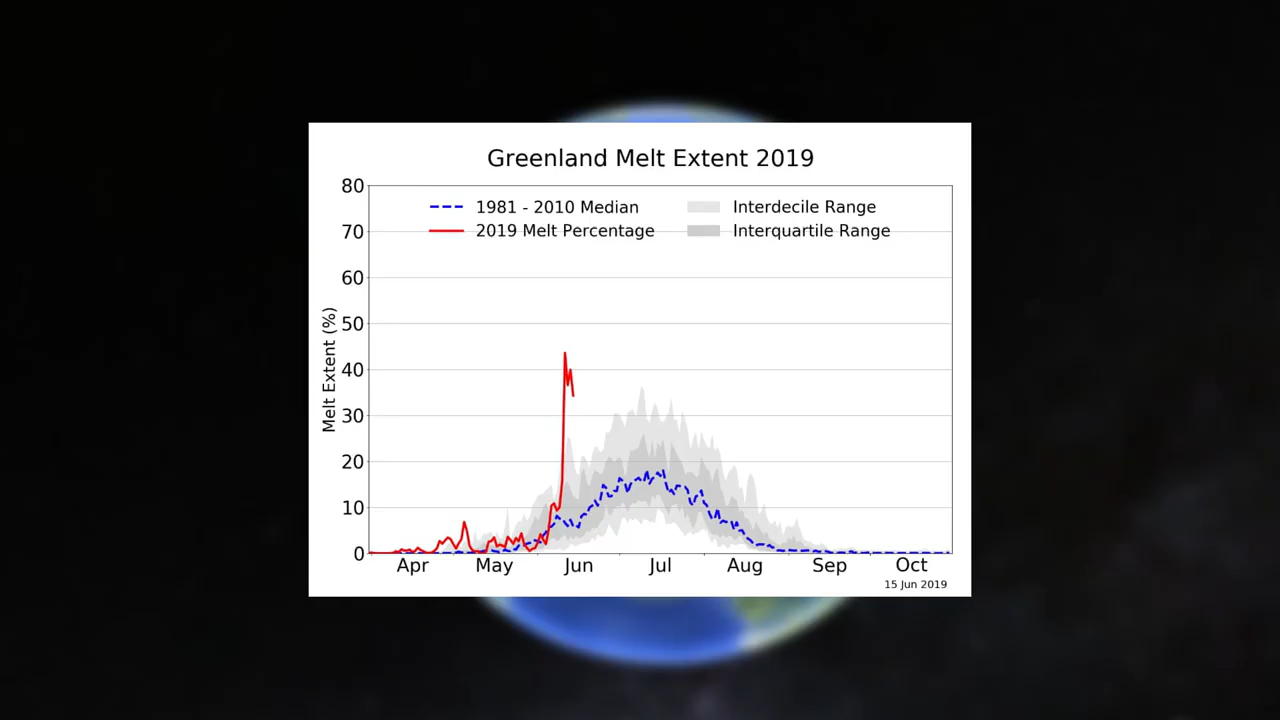 Greenland Melt Extent 2019
80
70
60
50
40
30
20
10
0
Melt Extent (%)
1981 - 2010 Median
2019 Melt Percentage
Interdecile Range
Interquartile Range
Apr May Jun Jul Aug Sep Oct
15 Jun 2019